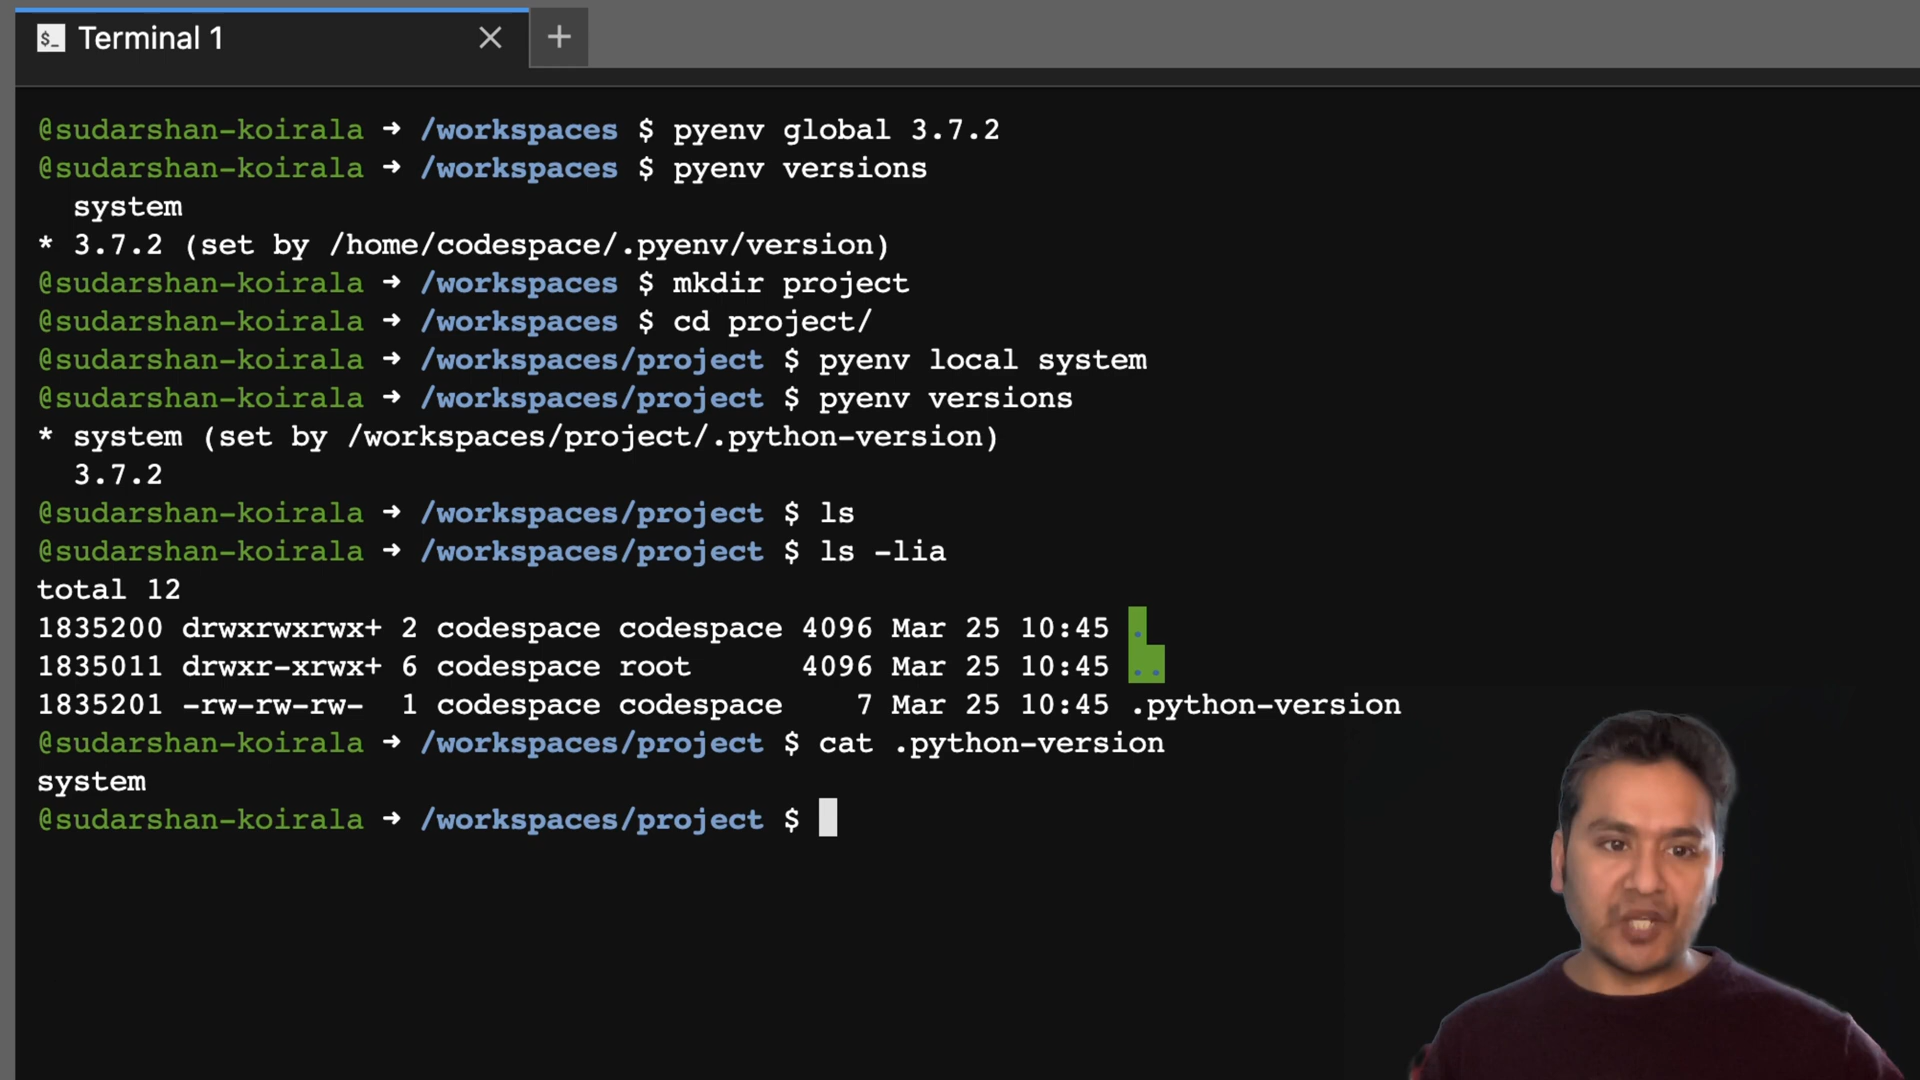 $_ Terminal 1
@sudarshan-koirala ➜ /workspaces $ pyenv global 3.7.2
@sudarshan-koirala ➜ /workspaces $ pyenv versions
  system
* 3.7.2 (set by /home/codespace/.pyenv/version)
@sudarshan-koirala ➜ /workspaces $ mkdir project
@sudarshan-koirala ➜ /workspaces $ cd project/
@sudarshan-koirala ➜ /workspaces/project $ pyenv local system
@sudarshan-koirala ➜ /workspaces/project $ pyenv versions
* system (set by /workspaces/project/.python-version)
  3.7.2
@sudarshan-koirala ➜ /workspaces/project $ ls
@sudarshan-koirala ➜ /workspaces/project $ ls -lia
total 12
1835200 drwxrwxrwx+ 2 codespace codespace 4096 Mar 25 10:45 .
1835011 drwxr-xrwx+ 6 codespace root      4096 Mar 25 10:45 ..
1835201 -rw-rw-rw-  1 codespace codespace    7 Mar 25 10:45 .python-version
@sudarshan-koirala ➜ /workspaces/project $ cat .python-version
system
@sudarshan-koirala ➜ /workspaces/project $